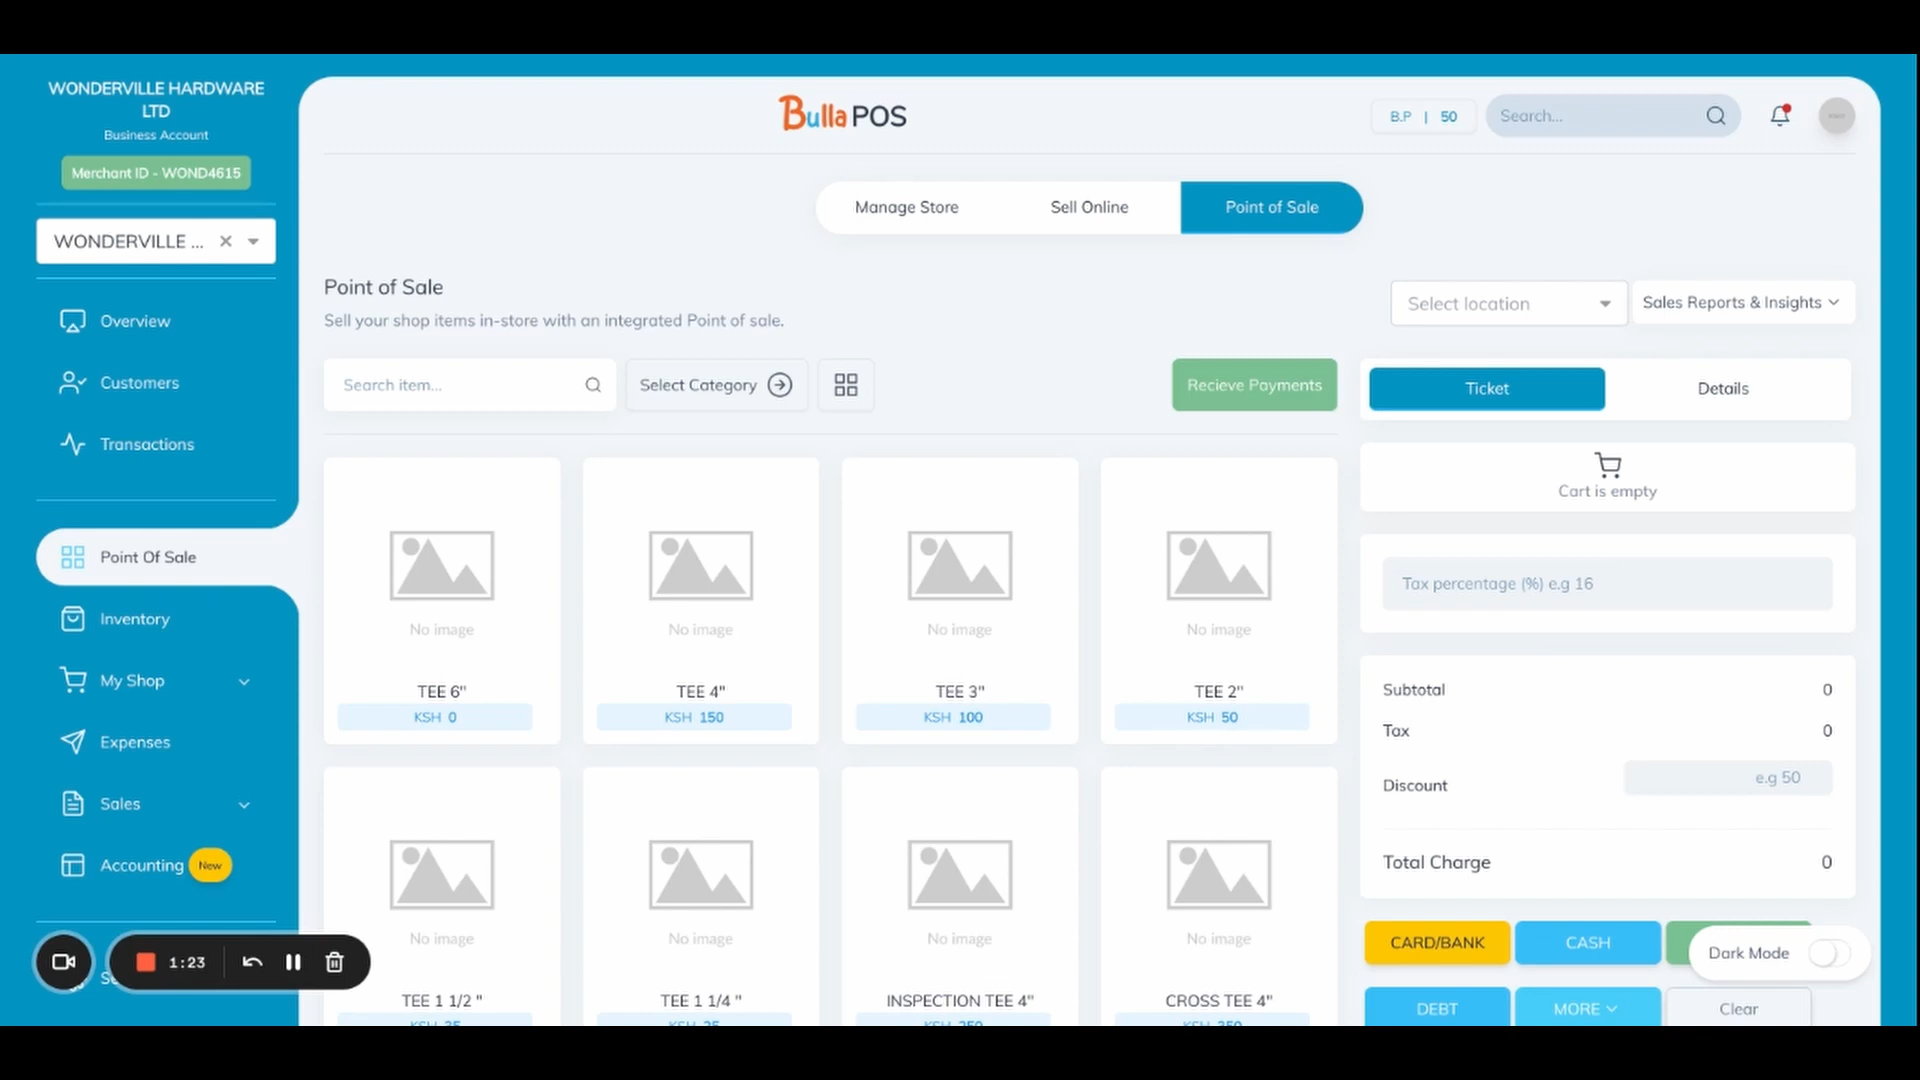 WONDERVILLE HARDWARE
LTD
Business Account
Merchant ID - WOND4615
WONDERVILLE ...
Overview
Customers
Transactions
Point Of Sale
Inventory
My Shop
Expenses
Sales
Accounting New
1:23
Bulla POS
B.P | 50
Search...
Manage Store
Sell Online
Point of Sale
Point of Sale
Sell your shop items in-store with an integrated Point of sale.
Select location
Sales Reports & Insights
Search item...
Select Category
Recieve Payments
Ticket
Details
Cart is empty
Tax percentage (%) e.g 16
No image
No image
No image
No image
TEE 6"
TEE 4"
TEE 3"
TEE 2"
KSH 0
KSH 150
KSH 100
KSH 50
No image
No image
No image
No image
TEE 1 1/2 "
TEE 1 1/4 "
INSPECTION TEE 4"
CROSS TEE 4"
Subtotal 0
Tax 0
Discount e.g 50
Total Charge 0
CARD/BANK
CASH
Dark Mode
DEBT
MORE
Clear